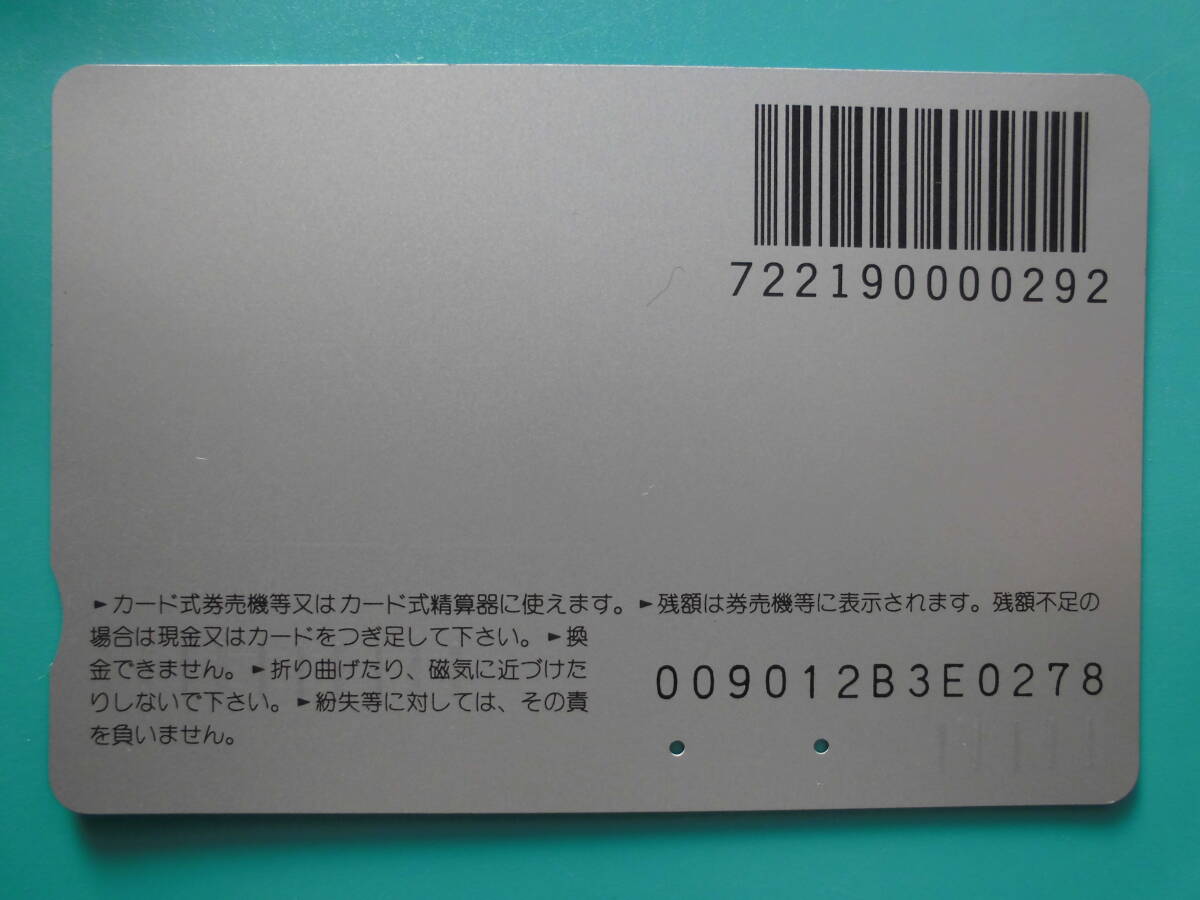 722190000292
►カード式券売機等又はカード式精算器に使えます。►残額は券売機等に表示されます。残額不足の
場合は現金又はカードをつぎ足して下さい。►換
金できません。►折り曲げたり、磁気に近づけた
りしないで下さい。►紛失等に対しては、その責
を負いません。
009012B3E0278